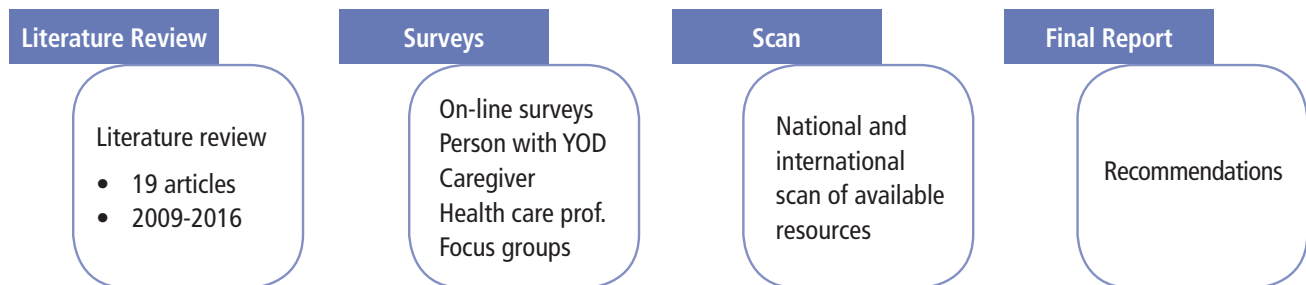 Literature Review
Literature review
• 19 articles
• 2009-2016
Surveys
On-line surveys
Person with YOD
Caregiver
Health care prof.
Focus groups
Scan
National and
international
scan of available
resources
Final Report
Recommendations